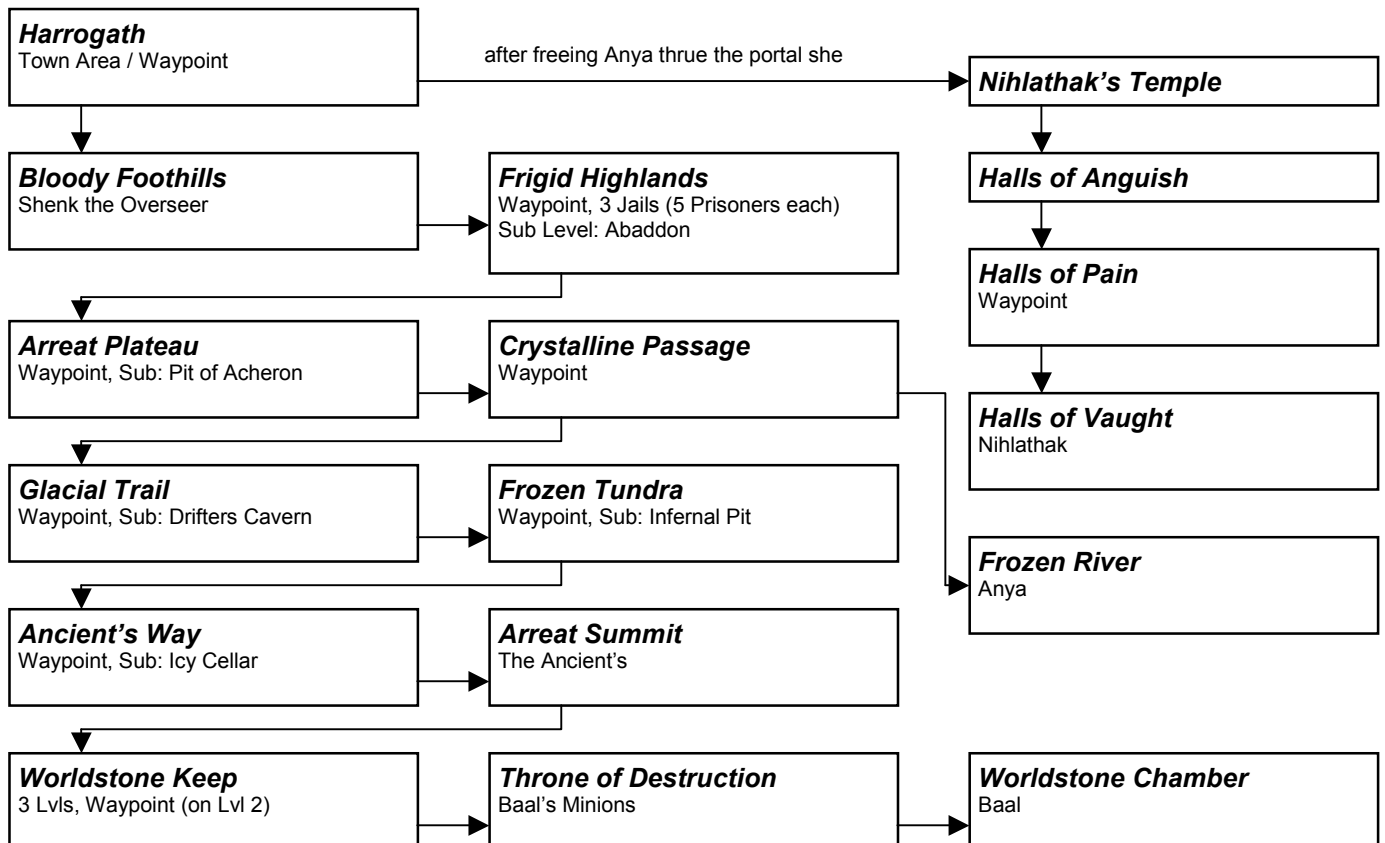 Harrogath
Town Area / Waypoint
after freeing Anya thrue the portal she
Nihlathak's Temple
Bloody Foothills
Shenk the Overseer
Frigid Highlands
Waypoint, 3 Jails (5 Prisoners each)
Sub Level: Abaddon
Halls of Anguish
Halls of Pain
Waypoint
Arreat Plateau
Waypoint, Sub: Pit of Acheron
Crystalline Passage
Waypoint
Halls of Vaught
Nihlathak
Glacial Trail
Waypoint, Sub: Drifters Cavern
Frozen Tundra
Waypoint, Sub: Infernal Pit
Frozen River
Anya
Ancient's Way
Waypoint, Sub: Icy Cellar
Arreat Summit
The Ancient's
Worldstone Keep
3 Lvls, Waypoint (on Lvl 2)
Throne of Destruction
Baal's Minions
Worldstone Chamber
Baal